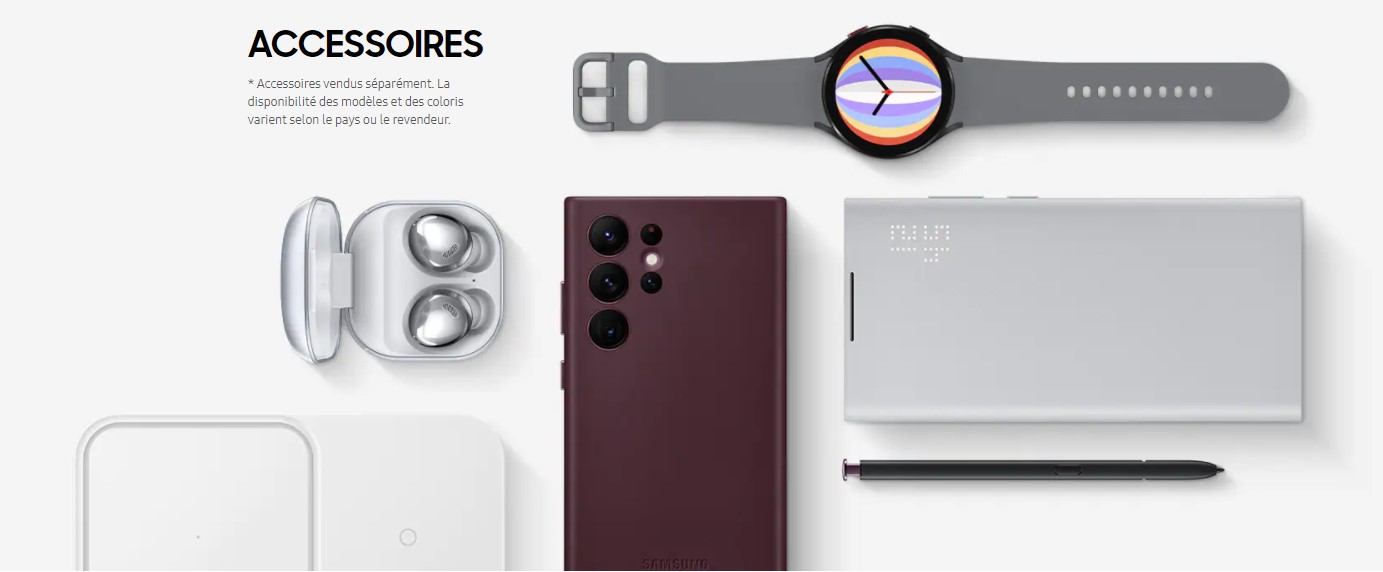 ACCESSOIRES
* Accessoires vendus séparément. La
disponibilité des modèles et des coloris
varient selon le pays ou le revendeur.
SAMSUNG